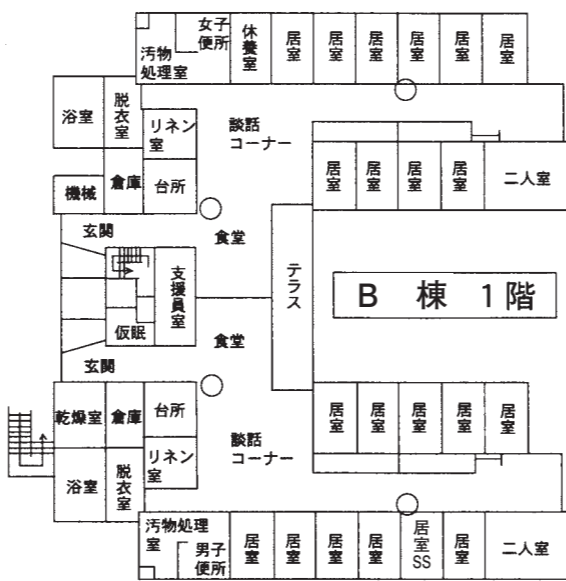 女子
便所
汚物
処理室
休養室
居室
居室
居室
居室
居室
居室
浴室
脱衣室
リネン
室
談話
コーナー
居室
居室
居室
居室
二人室
機械
倉庫
台所
玄関
食堂
支援員室
テラス
B 棟 1階
仮眠
食堂
玄関
乾燥室
倉庫
台所
居室
居室
居室
居室
居室
談話
コーナー
リネン
室
浴室
脱衣室
汚物処理
室
男子
便所
居室
居室
居室
居室
居室
SS
居室
二人室